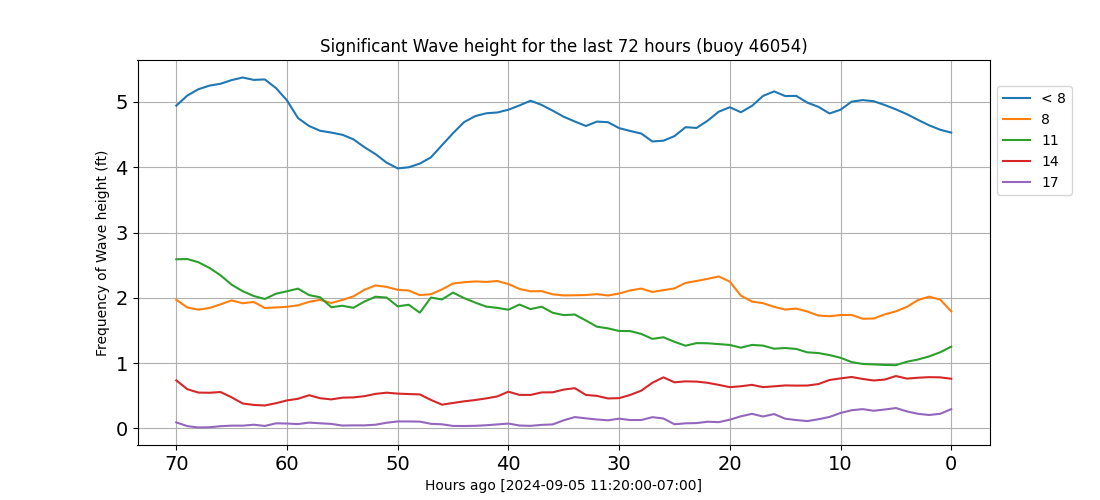 Significant Wave height for the last 72 hours (buoy 46054)
Frequency of Wave height (ft)
5
4
3
2
1
0
70 60 50 40 30 20 10 0
Hours ago [2024-09-05 11:20:00-07:00]
< 8
8
11
14
17